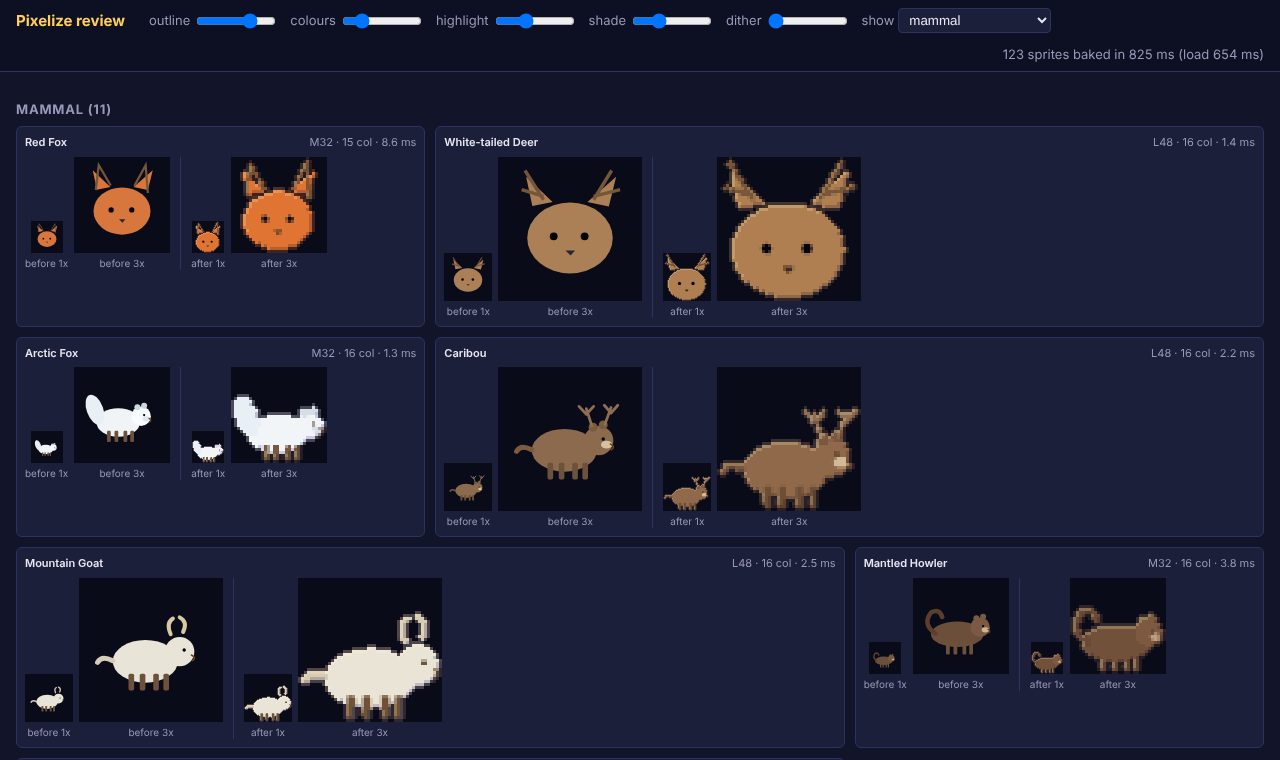 Pixelize review outline colours highlight shade dither show mammal
123 sprites baked in 825 ms (load 654 ms)
MAMMAL (11)
Red Fox M32 · 15 col · 8.6 ms
before 1x before 3x after 1x after 3x
White-tailed Deer L48 · 16 col · 1.4 ms
before 1x before 3x after 1x after 3x
Arctic Fox M32 · 16 col · 1.3 ms
before 1x before 3x after 1x after 3x
Caribou L48 · 16 col · 2.2 ms
before 1x before 3x after 1x after 3x
Mountain Goat L48 · 16 col · 2.5 ms
before 1x before 3x after 1x after 3x
Mantled Howler M32 · 16 col · 3.8 ms
before 1x before 3x after 1x after 3x